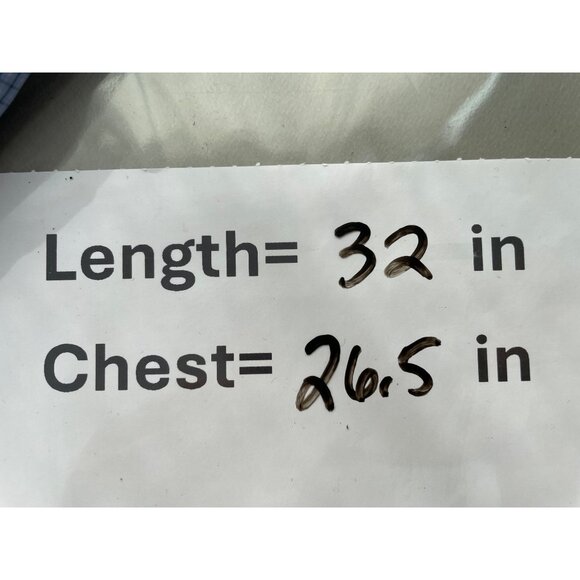 Length= 32 in
Chest= 26.5 in